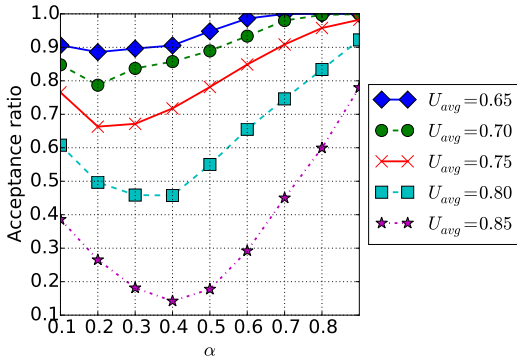 1.0
0.9
0.8
0.7
0.6
0.5
0.4
0.3
0.2
0.1
Acceptance ratio
0.1 0.2 0.3 0.4 0.5 0.6 0.7 0.8
α
U_avg=0.65
U_avg=0.70
U_avg=0.75
U_avg=0.80
U_avg=0.85